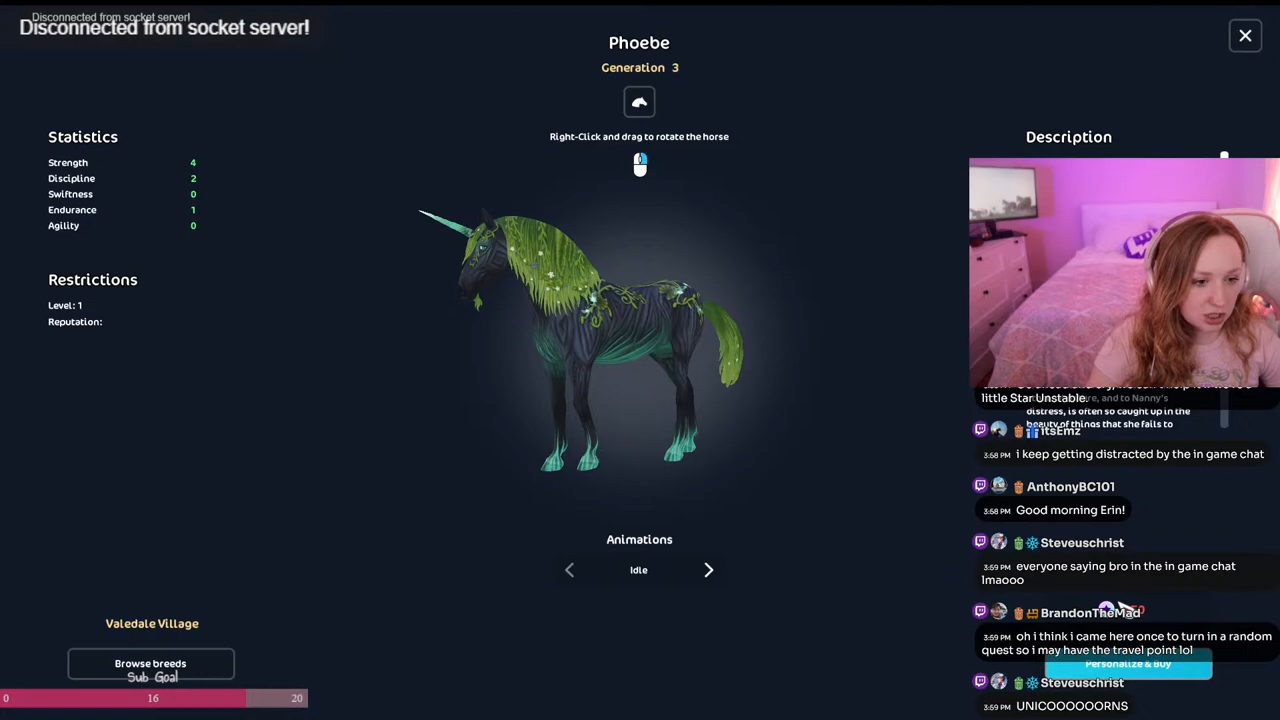 Disconnected from socket server!
Disconnected from socket server!
Phoebe
Generation 3
Right-Click and drag to rotate the horse
Statistics
Strength 4
Discipline 2
Swiftness 0
Endurance 1
Agility 0
Restrictions
Level: 1
Reputation:
Description
little Star Unstable.
here, and to Nanny's
distress, is often so caught up in the
beauty of things that she fails to
itsEmz
3:58 PM i keep getting distracted by the in game chat
AnthonyBC101
3:58 PM Good morning Erin!
Steveuschrist
3:59 PM everyone saying bro in the in game chat
lmaooo
BrandonTheMad
3:59 PM oh i think i came here once to turn in a random
quest so i may have the travel point lol
Personalize & Buy
Steveuschrist
3:59 PM UNICOOOOOORNS
Animations
Idle
Valedale Village
Browse breeds
Sub Goal
0 16 20